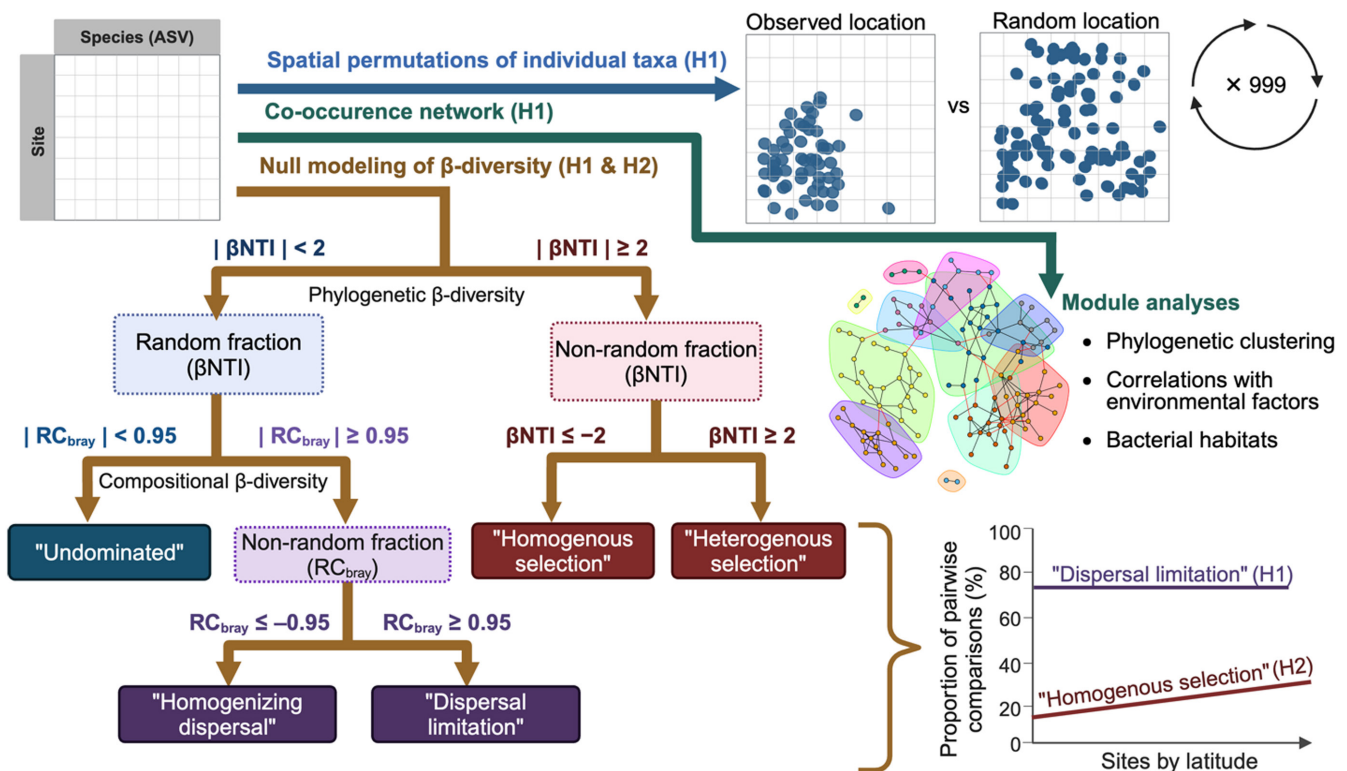 Species (ASV)
Site
Spatial permutations of individual taxa (H1)
Co-occurence network (H1)
Null modeling of β-diversity (H1 & H2)
Observed location
vs
Random location
× 999
| βNTI | < 2
| βNTI | ≥ 2
Phylogenetic β-diversity
Random fraction
(βNTI)
Non-random fraction
(βNTI)
| RCbray | < 0.95
| RCbray | ≥ 0.95
Compositional β-diversity
βNTI ≤ −2
βNTI ≥ 2
"Undominated"
Non-random fraction
(RCbray)
"Homogenous
selection"
"Heterogenous
selection"
RCbray ≤ −0.95
RCbray ≥ 0.95
"Homogenizing
dispersal"
"Dispersal
limitation"
Module analyses
• Phylogenetic clustering
• Correlations with
environmental factors
• Bacterial habitats
Proportion of pairwise
comparisons (%)
100
80
60
40
20
0
"Dispersal limitation" (H1)
"Homogenous selection" (H2)
Sites by latitude